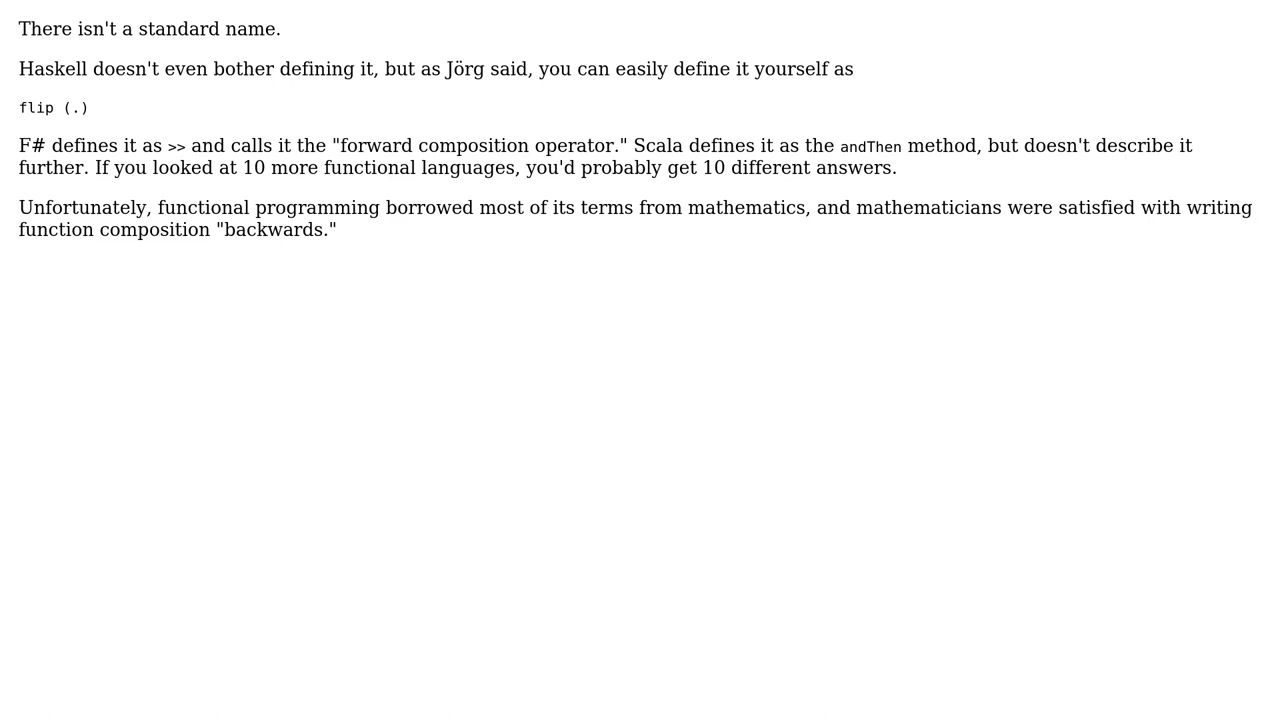 There isn't a standard name.
Haskell doesn't even bother defining it, but as Jörg said, you can easily define it yourself as
flip (.)
F# defines it as >> and calls it the "forward composition operator." Scala defines it as the andThen method, but doesn't describe it
further. If you looked at 10 more functional languages, you'd probably get 10 different answers.
Unfortunately, functional programming borrowed most of its terms from mathematics, and mathematicians were satisfied with writing
function composition "backwards."